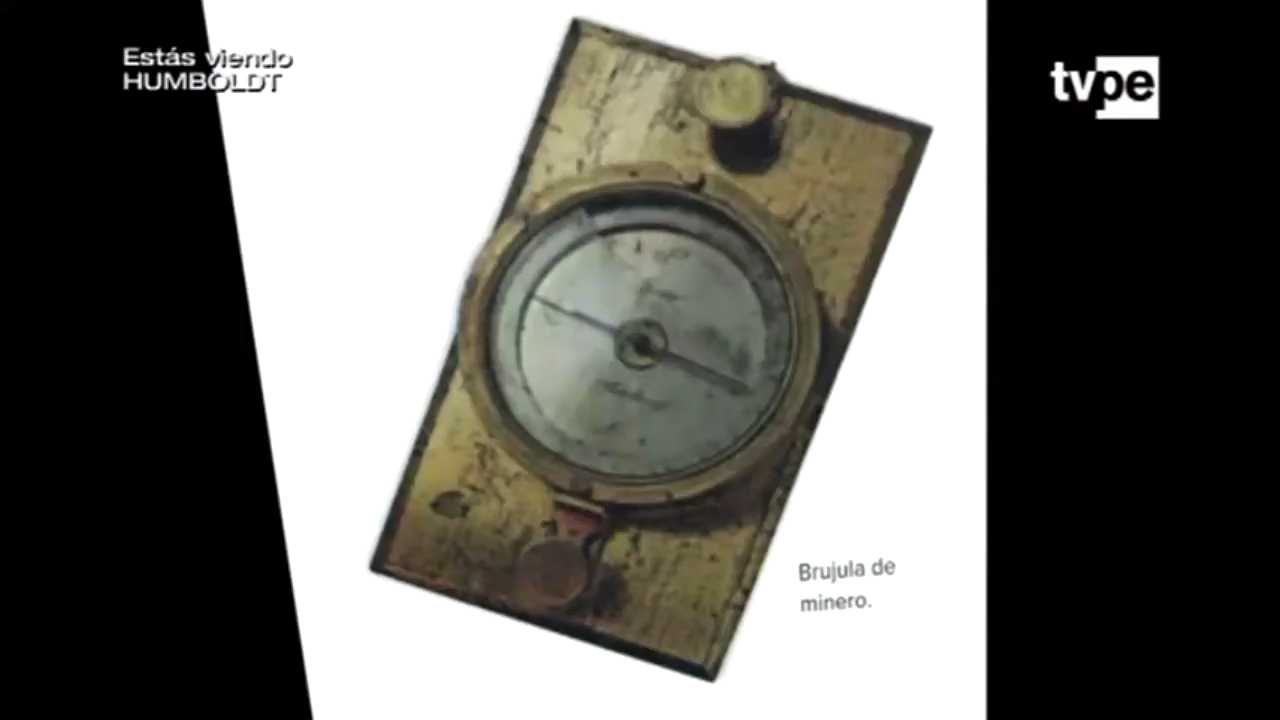 Estás viendo
HUMBOLDT
tvpe
Brujula de
minero.